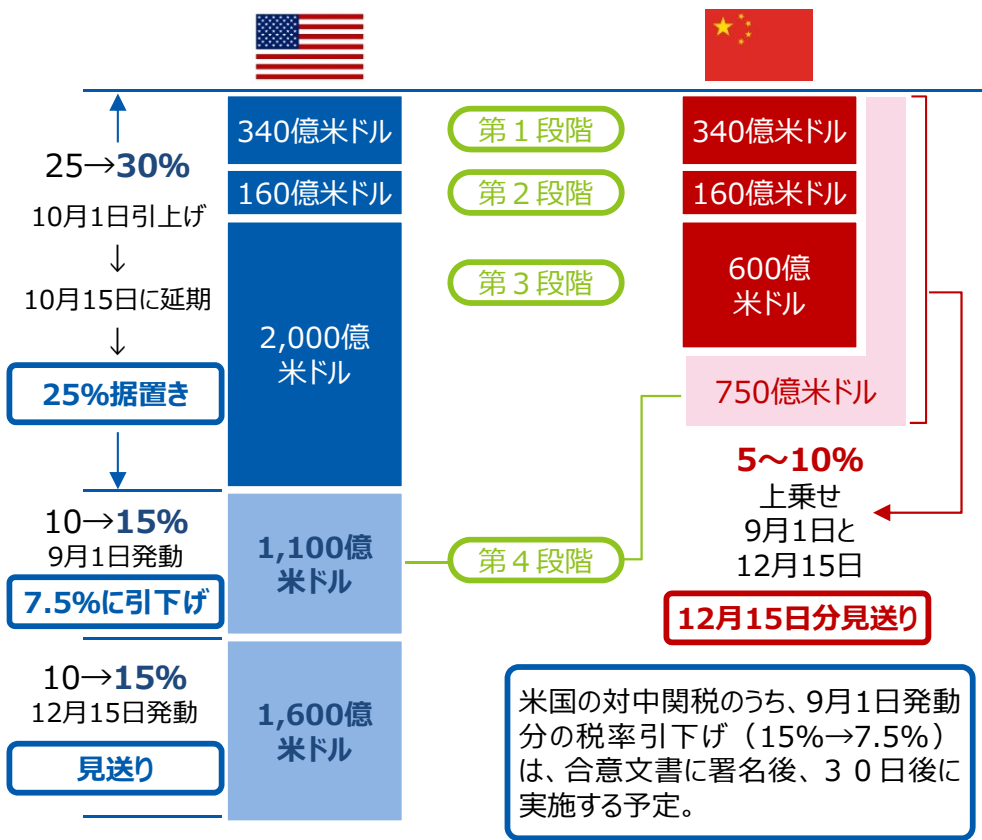 25→30%
10月1日引上げ
↓
10月15日に延期
↓
25%据置き
10→15%
9月1日発動
7.5%に引下げ
10→15%
12月15日発動
見送り
340億米ドル
160億米ドル
2,000億
米ドル
1,100億
米ドル
1,600億
米ドル
第１段階
第２段階
第３段階
第４段階
340億米ドル
160億米ドル
600億
米ドル
750億米ドル
5～10%
上乗せ
9月1日と
12月15日
12月15日分見送り
米国の対中関税のうち、9月1日発動
分の税率引下げ（15%→7.5%）
は、合意文書に署名後、３０日後に
実施する予定。